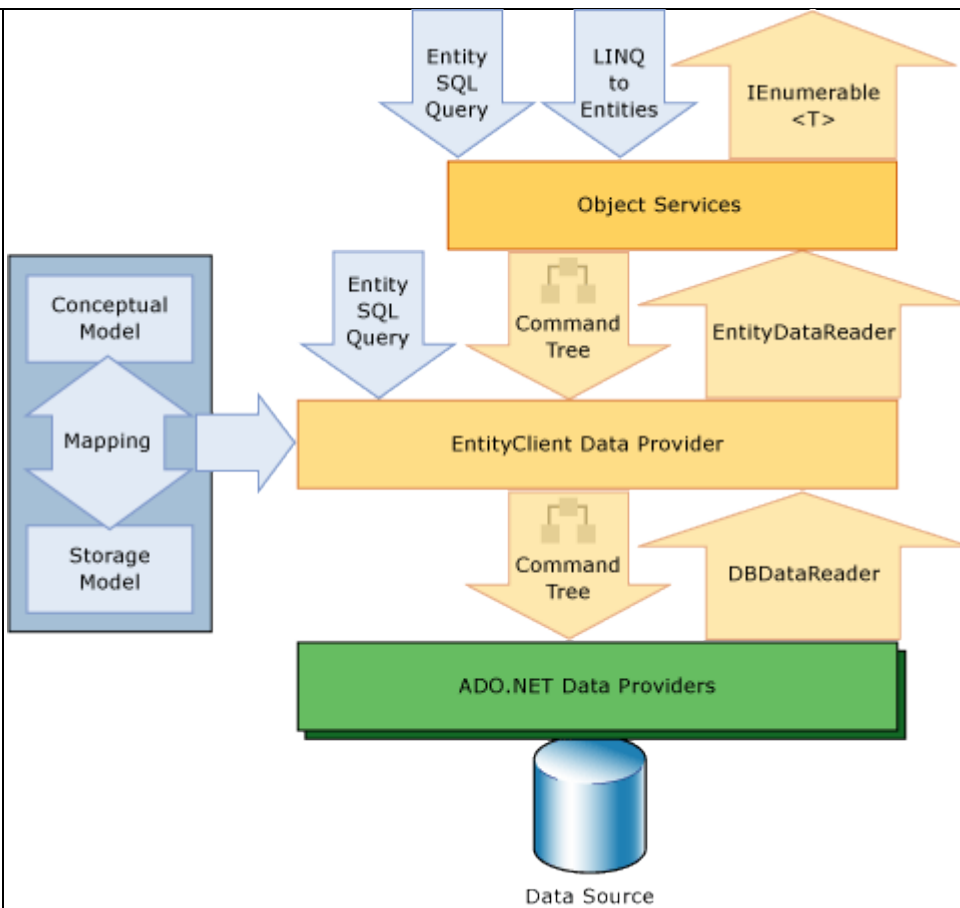 Entity
SQL
Query
LINQ
to
Entities
IEnumerable
<T>
Object Services
Conceptual
Model
Mapping
Storage
Model
Entity
SQL
Query
Command
Tree
EntityDataReader
EntityClient Data Provider
Command
Tree
DBDataReader
ADO.NET Data Providers
Data Source